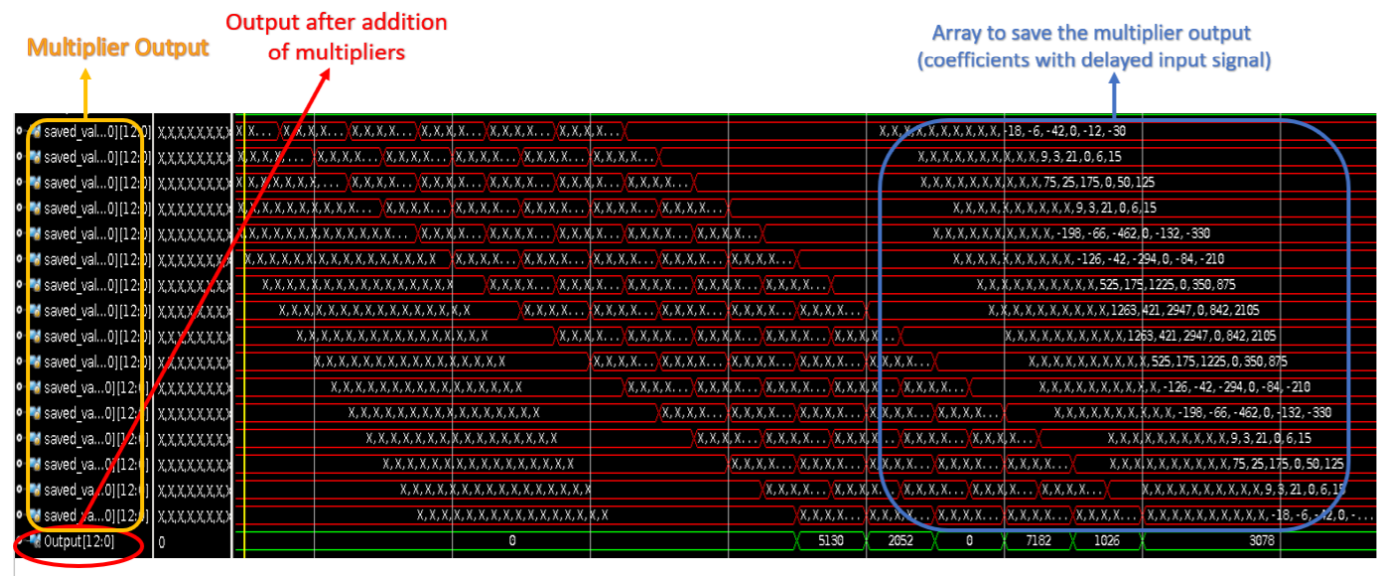 Output after addition
of multipliers
Multiplier Output
Array to save the multiplier output
(coefficients with delayed input signal)
saved_val...0][12:0] X,X,X,X,X,X,X,X X,X... X,X,X,X... X,X,X,X... X,X,X,X... X,X,X,X... X,X,X,X... X,X,X,X,X,X,X,X,X,X,-18,-6,-42,0,-12,-30
saved_val...0][12:0] X,X,X,X,X,X,X,X X,X,X,X,... X,X,X,X... X,X,X,X... X,X,X,X... X,X,X,X... X,X,X,X... X,X,X,X,X,X,X,X,X,X,9,3,21,0,6,15
saved_val...0][12:0] X,X,X,X,X,X,X,X X,X,X,X,X,X,... X,X,X,X... X,X,X,X... X,X,X,X... X,X,X,X... X,X,X,X... X,X,X,X,X,X,X,X,X,X,75,25,175,0,50,125
saved_val...0][12:0] X,X,X,X,X,X,X,X X,X,X,X,X,X,X,X,X... X,X,X,X... X,X,X,X... X,X,X,X... X,X,X,X... X,X,X,X... X,X,X,X,X,X,X,X,X,X,9,3,21,0,6,15
saved_val...0][12:0] X,X,X,X,X,X,X,X X,X,X,X,X,X,X,X,X,X,X,X... X,X,X,X... X,X,X,X... X,X,X,X... X,X,X,X... X,X,X,X... X,X,X,X,X,X,X,X,X,X,-198,-66,-462,0,-132,-330
saved_val...0][12:0] X,X,X,X,X,X,X,X X,X,X,X,X,X,X,X,X,X,X,X,X,X,X,X X,X,X,X... X,X,X,X... X,X,X,X... X,X,X,X... X,X,X,X... X,X,X,X,X,X,X,X,X,X,-126,-42,-294,0,-84,-210
saved_val...0][12:0] X,X,X,X,X,X,X,X X,X,X,X,X,X,X,X,X,X,X,X,X,X,X,X X,X,X,X... X,X,X,X... X,X,X,X... X,X,X,X... X,X,X,X... X,X,X,X,X,X,X,X,X,X,525,175,1225,0,350,875
saved_val...0][12:0] X,X,X,X,X,X,X,X X,X,X,X,X,X,X,X,X,X,X,X,X,X,X,X X,X,X,X... X,X,X,X... X,X,X,X... X,X,X,X... X,X,X,X... X,X,X,X,X,X,X,X,X,X,1263,421,2947,0,842,2105
saved_val...0][12:0] X,X,X,X,X,X,X,X X,X,X,X,X,X,X,X,X,X,X,X,X,X,X,X X,X,X,X... X,X,X,X... X,X,X,X... X,X,X,X... X,X,X,X... X,X,X,X,X,X,X,X,X,X,1263,421,2947,0,842,2105
saved_val...0][12:0] X,X,X,X,X,X,X,X X,X,X,X,X,X,X,X,X,X,X,X,X,X,X,X X,X,X,X... X,X,X,X... X,X,X,X... X,X,X,X... X,X,X,X... X,X,X,X,X,X,X,X,X,X,525,175,1225,0,350,875
saved_va...0][12:0] X,X,X,X,X,X,X,X X,X,X,X,X,X,X,X,X,X,X,X,X,X,X,X X,X,X,X... X,X,X,X... X,X,X,X... X,X,X,X... X,X,X,X... X,X,X,X,X,X,X,X,X,X,-126,-42,-294,0,-84,-210
saved_va...0][12:0] X,X,X,X,X,X,X,X X,X,X,X,X,X,X,X,X,X,X,X,X,X,X,X X,X,X,X... X,X,X,X... X,X,X,X... X,X,X,X... X,X,X,X... X,X,X,X,X,X,X,X,X,X,-198,-66,-462,0,-132,-330
saved_va...0][12:0] X,X,X,X,X,X,X,X X,X,X,X,X,X,X,X,X,X,X,X,X,X,X,X X,X,X,X... X,X,X,X... X,X,X,X... X,X,X,X... X,X,X,X... X,X,X,X,X,X,X,X,X,X,9,3,21,0,6,15
saved_va...0][12:0] X,X,X,X,X,X,X,X X,X,X,X,X,X,X,X,X,X,X,X,X,X,X,X X,X,X,X... X,X,X,X... X,X,X,X... X,X,X,X... X,X,X,X... X,X,X,X,X,X,X,X,X,X,75,25,175,0,50,125
saved_va...0][12:0] X,X,X,X,X,X,X,X X,X,X,X,X,X,X,X,X,X,X,X,X,X,X,X X,X,X,X... X,X,X,X... X,X,X,X... X,X,X,X... X,X,X,X... X,X,X,X,X,X,X,X,X,X,9,3,21,0,6,15
saved_va...0][12:0] X,X,X,X,X,X,X,X X,X,X,X,X,X,X,X,X,X,X,X,X,X,X,X X,X,X,X... X,X,X,X... X,X,X,X... X,X,X,X... X,X,X,X... X,X,X,X,X,X,X,X,X,X,-18,-6,-42,0,-...
Output[12:0] 0 0 5130 2052 0 7182 1026 3078